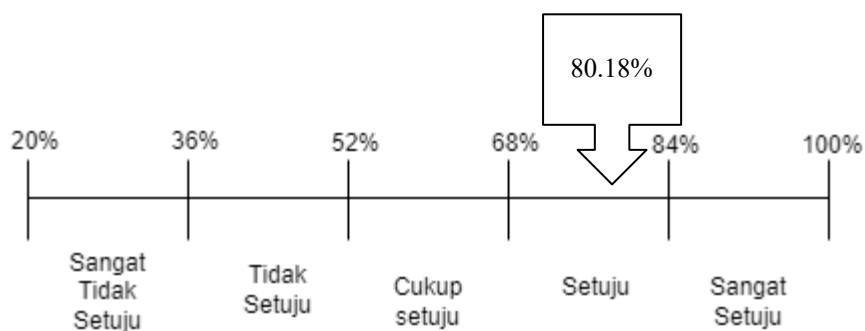 80.18%
20%
36%
52%
68%
84%
100%
Sangat
Tidak
Setuju
Tidak
Setuju
Cukup
setuju
Setuju
Sangat
Setuju